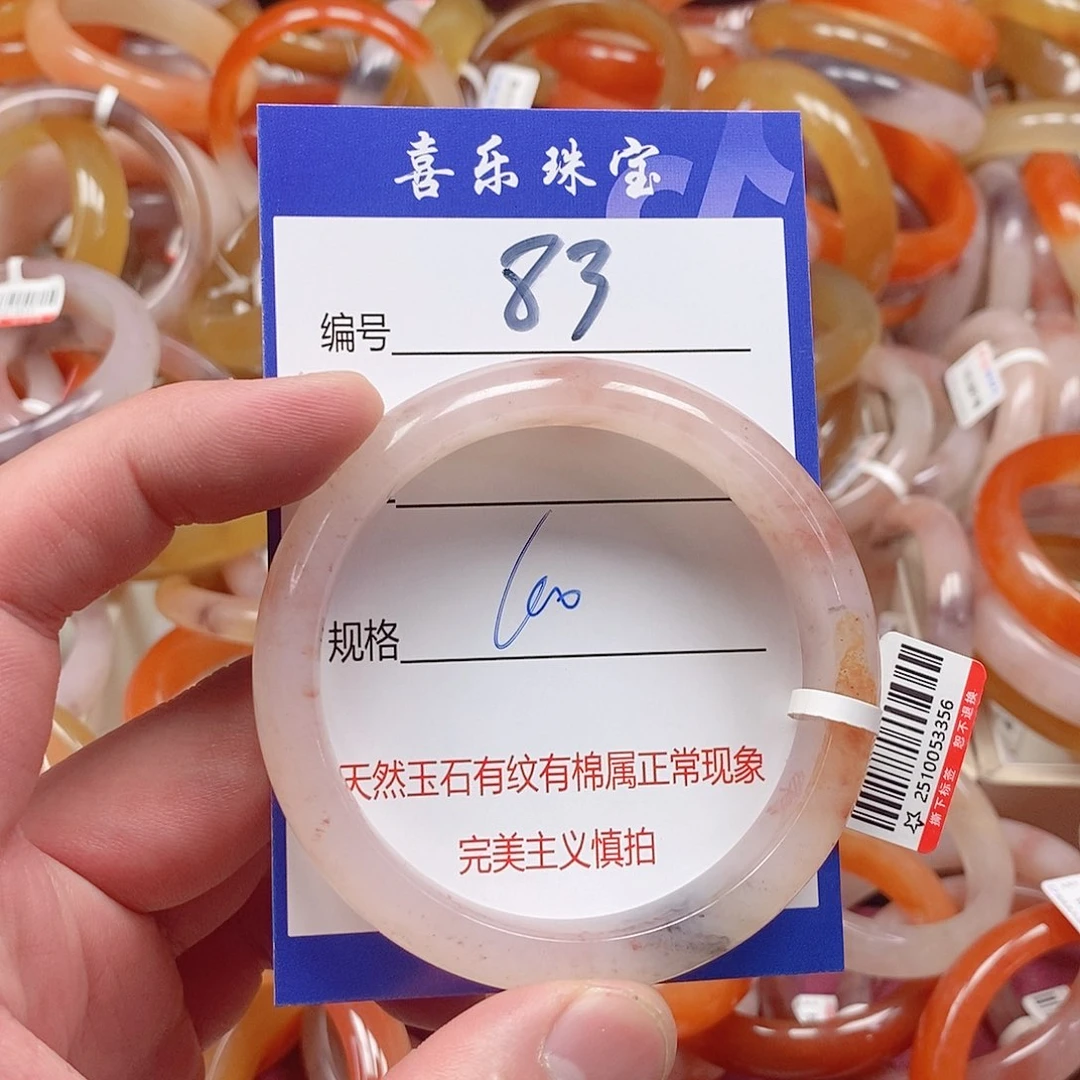 喜乐珠宝
编号 83
规格 60
天然玉石有纹有棉属正常现象
完美主义慎拍
2510053356
撕下标签 恕不退换